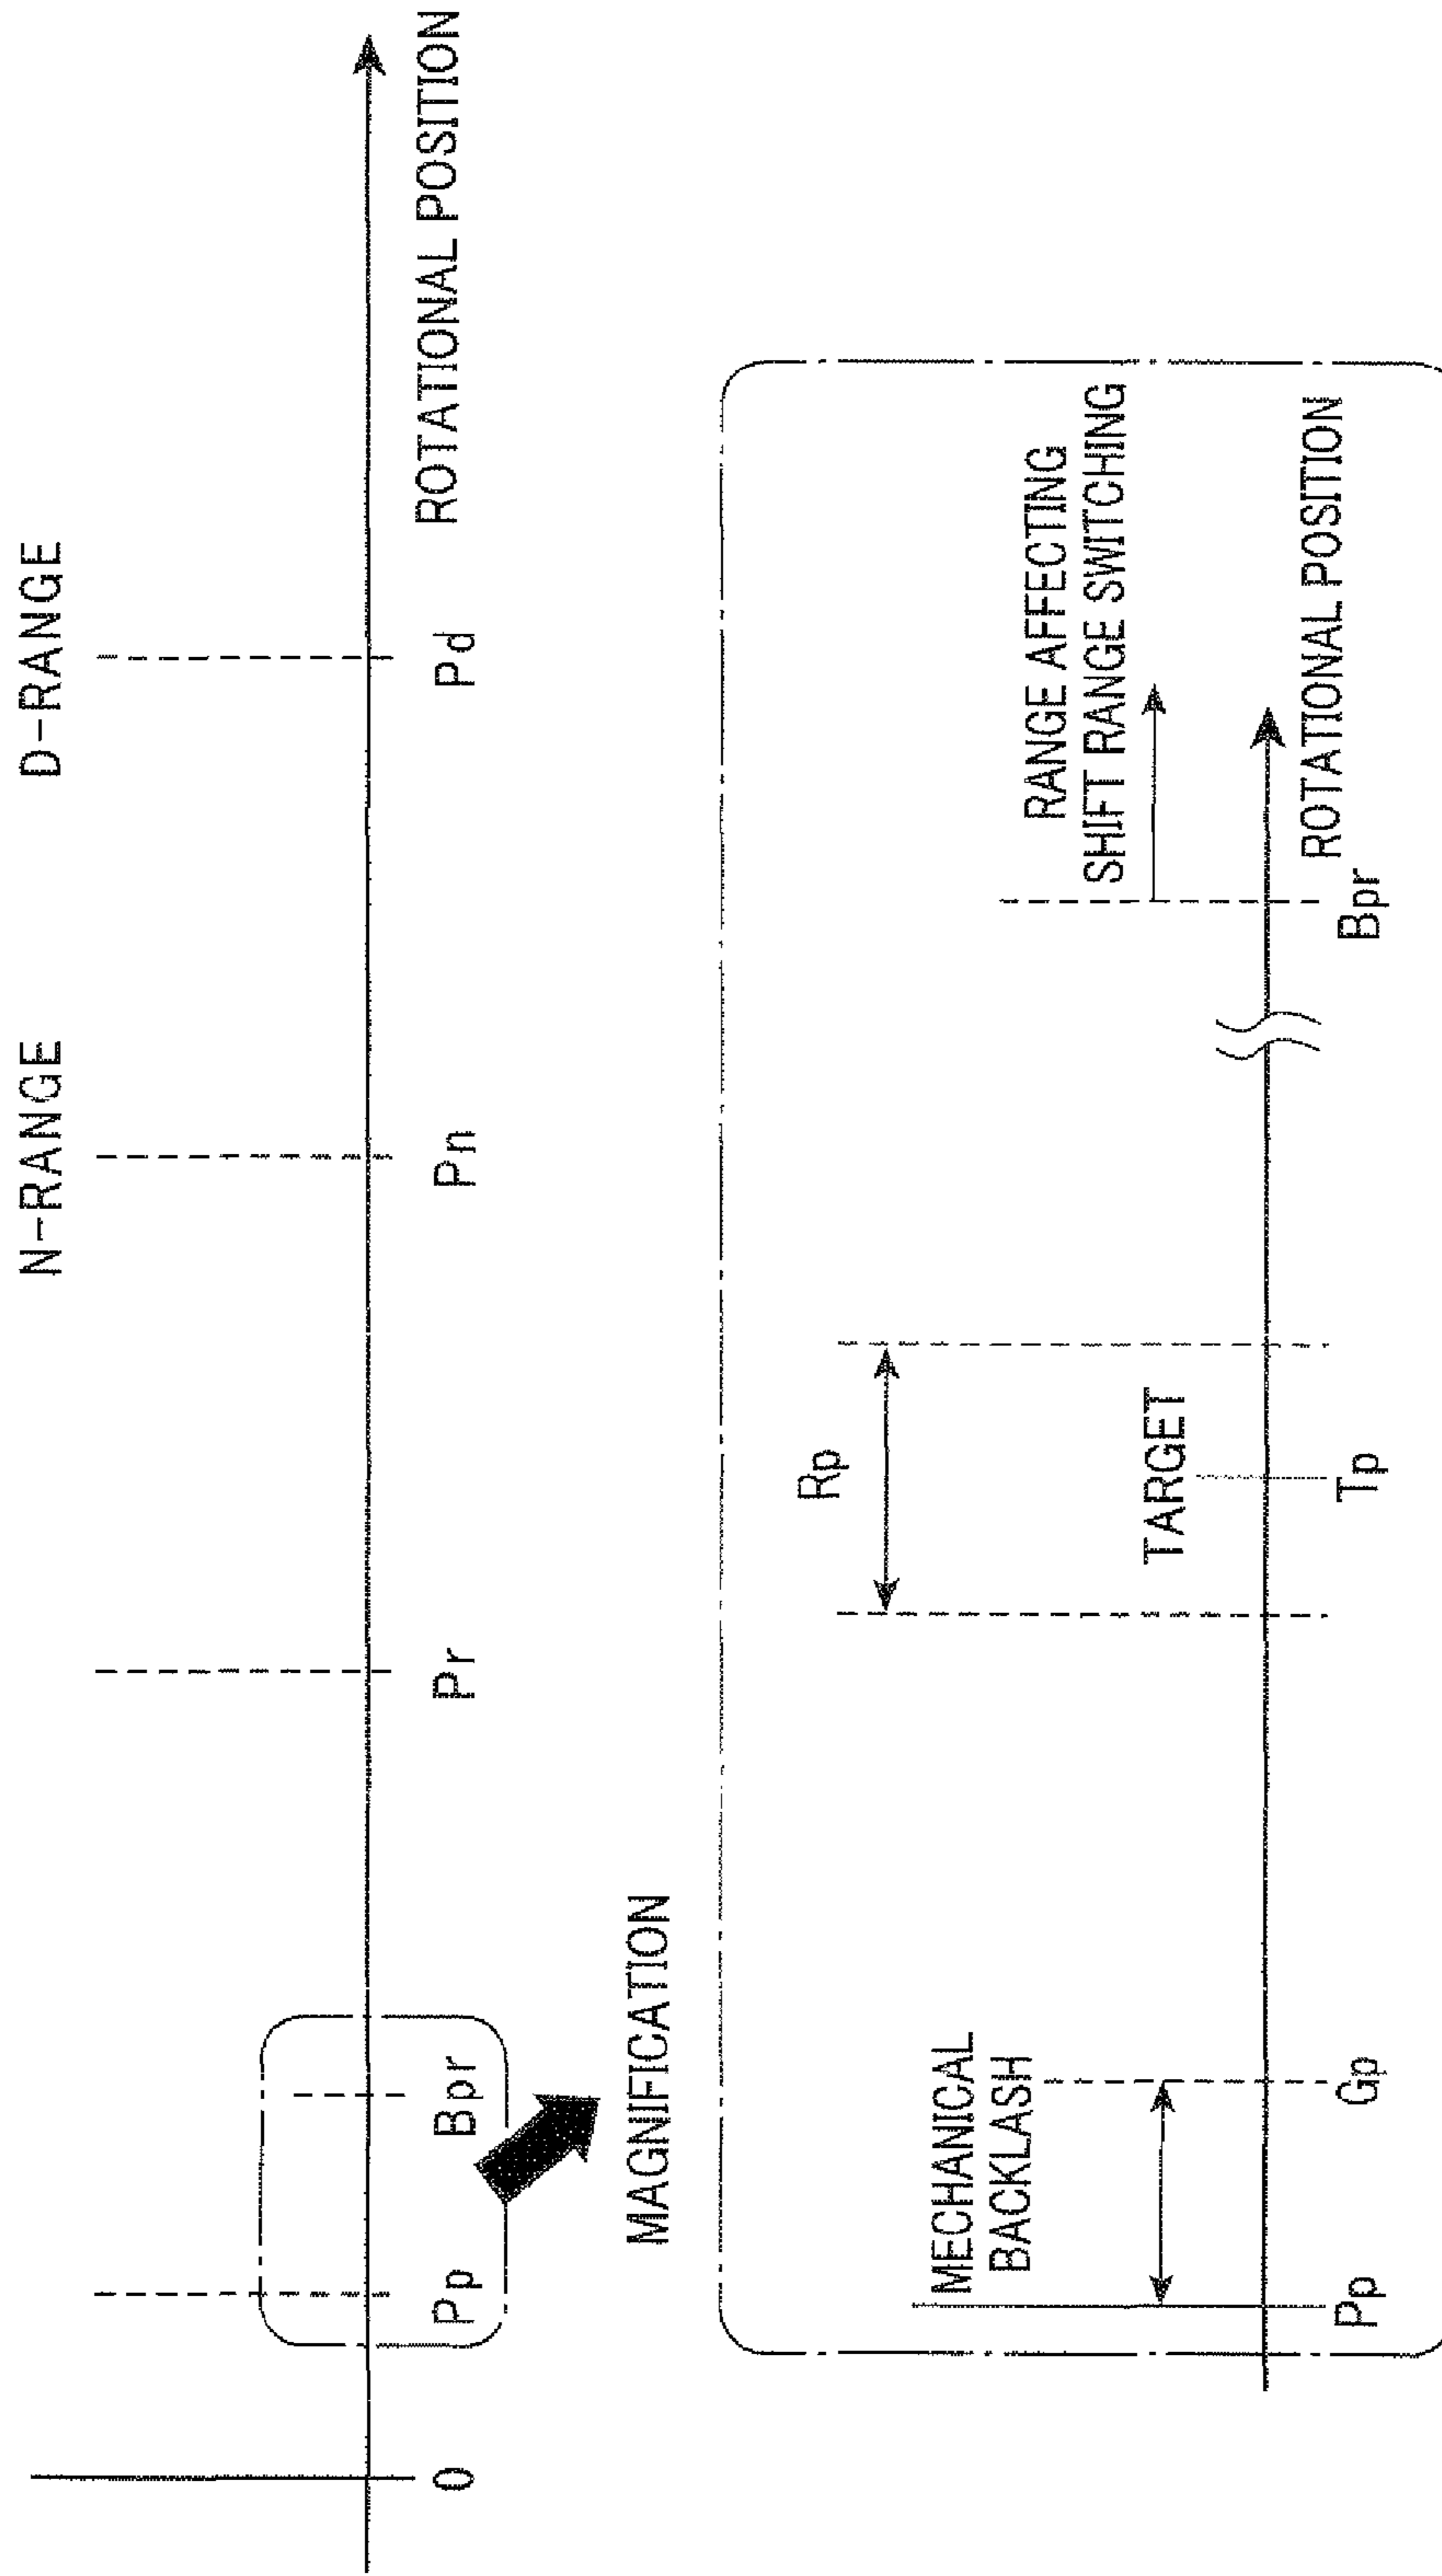 N-RANGE
D-RANGE
0
Pp
Bpr
Pr
Pn
Pd
ROTATIONAL POSITION
MAGNIFICATION
Rp
MECHANICAL
BACKLASH
TARGET
RANGE AFFECTING
SHIFT RANGE SWITCHING
Pp
Gp
Tp
Bpr
ROTATIONAL POSITION